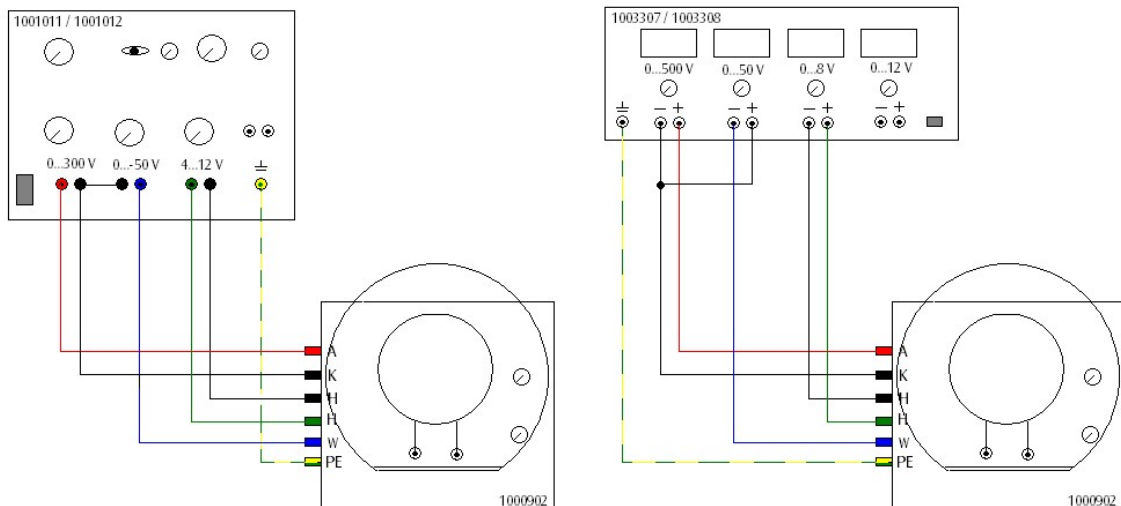 1001011 / 1001012
0...300 V 0...-50 V 4...12 V
A
K
H
H
W
PE
1000902
1003307 / 1003308
0...500 V 0...50 V 0...8 V 0...12 V
− + − + − + − +
A
K
H
H
W
PE
1000902